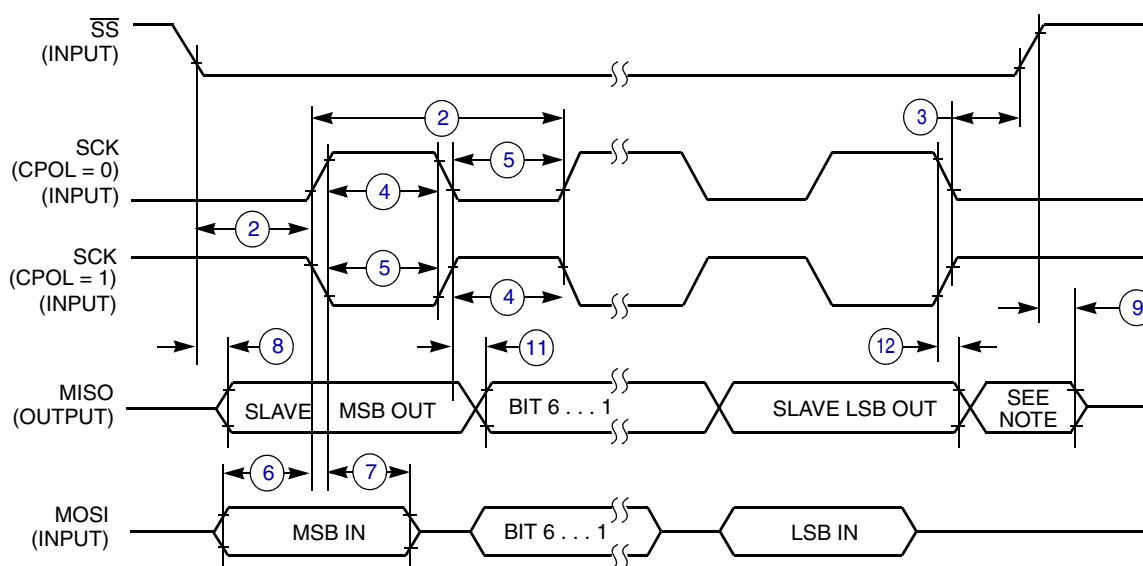 SS
(INPUT)
2
3
SCK
(CPOL = 0)
(INPUT)
5
4
2
SCK
(CPOL = 1)
(INPUT)
5
4
9
8
11
12
MISO
(OUTPUT)
SLAVE MSB OUT
BIT 6 . . . 1
SLAVE LSB OUT
SEE
NOTE
6
7
MOSI
(INPUT)
MSB IN
BIT 6 . . . 1
LSB IN